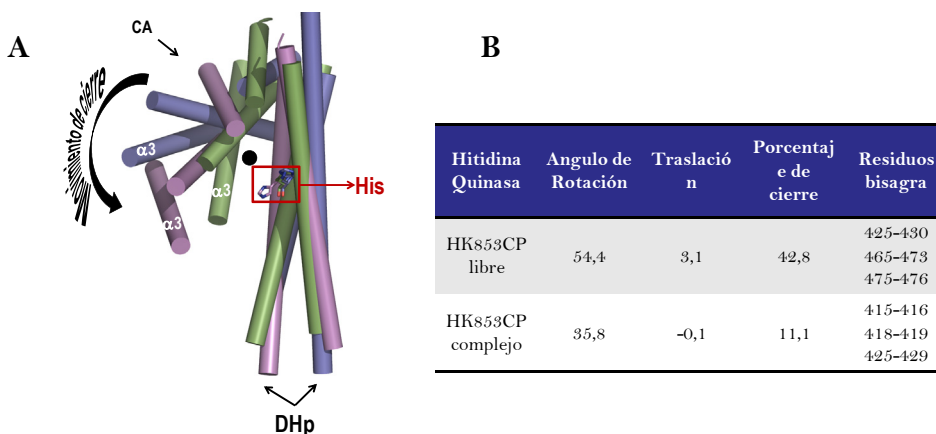 A
B
CA
Movimiento de cierre
α3
α3
α3
His
DHp
Hitidina Quinasa
Angulo de Rotación
Traslació n
Porcentaj e de cierre
Residuos bisagra
HK853CP libre
54,4
3,1
42,8
425-430
465-473
475-476
HK853CP complejo
35,8
-0,1
11,1
415-416
418-419
425-429